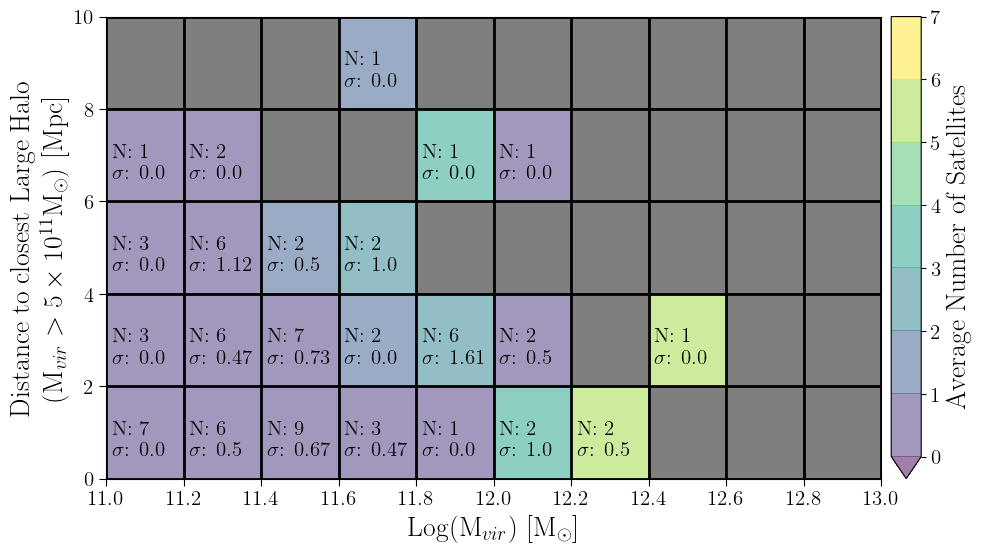 10
8
6
4
2
0
Distance to closest Large Halo
(M_vir > 5 × 10^11 M_⊙) [Mpc]
N: 1
σ: 0.0
N: 1
σ: 0.0
N: 2
σ: 0.0
N: 1
σ: 0.0
N: 1
σ: 0.0
N: 3
σ: 0.0
N: 6
σ: 1.12
N: 2
σ: 0.5
N: 2
σ: 1.0
N: 3
σ: 0.0
N: 6
σ: 0.47
N: 7
σ: 0.73
N: 2
σ: 0.0
N: 6
σ: 1.61
N: 2
σ: 0.5
N: 1
σ: 0.0
N: 7
σ: 0.0
N: 6
σ: 0.5
N: 9
σ: 0.67
N: 3
σ: 0.47
N: 1
σ: 0.0
N: 2
σ: 1.0
N: 2
σ: 0.5
11.0 11.2 11.4 11.6 11.8 12.0 12.2 12.4 12.6 12.8 13.0
Log(M_vir) [M_⊙]
7
6
5
4
3
2
1
0
Average Number of Satellites